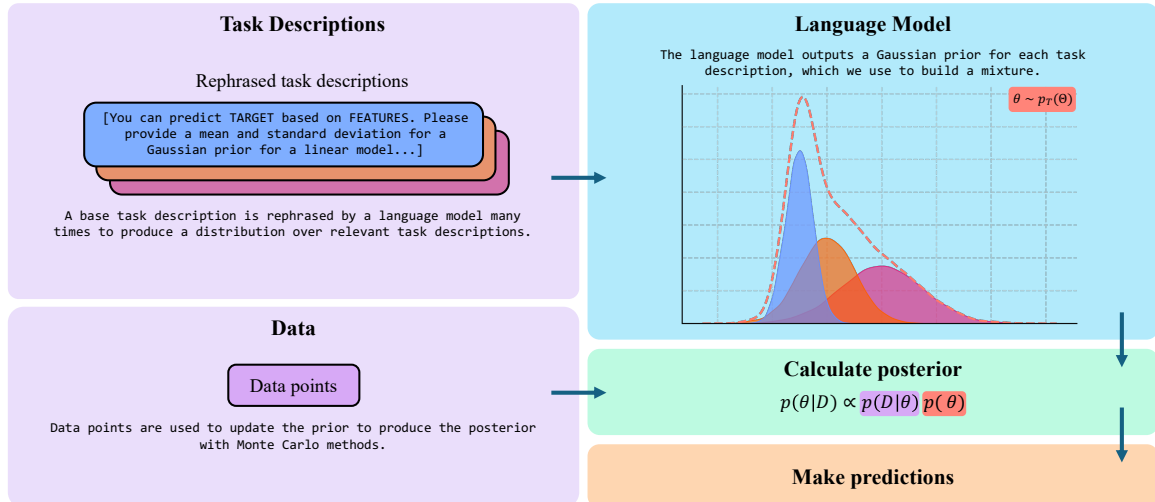 Task Descriptions
Rephrased task descriptions
[You can predict TARGET based on FEATURES. Please
provide a mean and standard deviation for a
Gaussian prior for a linear model...]
A base task description is rephrased by a language model many
times to produce a distribution over relevant task descriptions.
Data
Data points
Data points are used to update the prior to produce the posterior
with Monte Carlo methods.
Language Model
The language model outputs a Gaussian prior for each task
description, which we use to build a mixture.
θ ~ p_T(Θ)
Calculate posterior
p(θ|D) ∝ p(D|θ) p(θ)
Make predictions